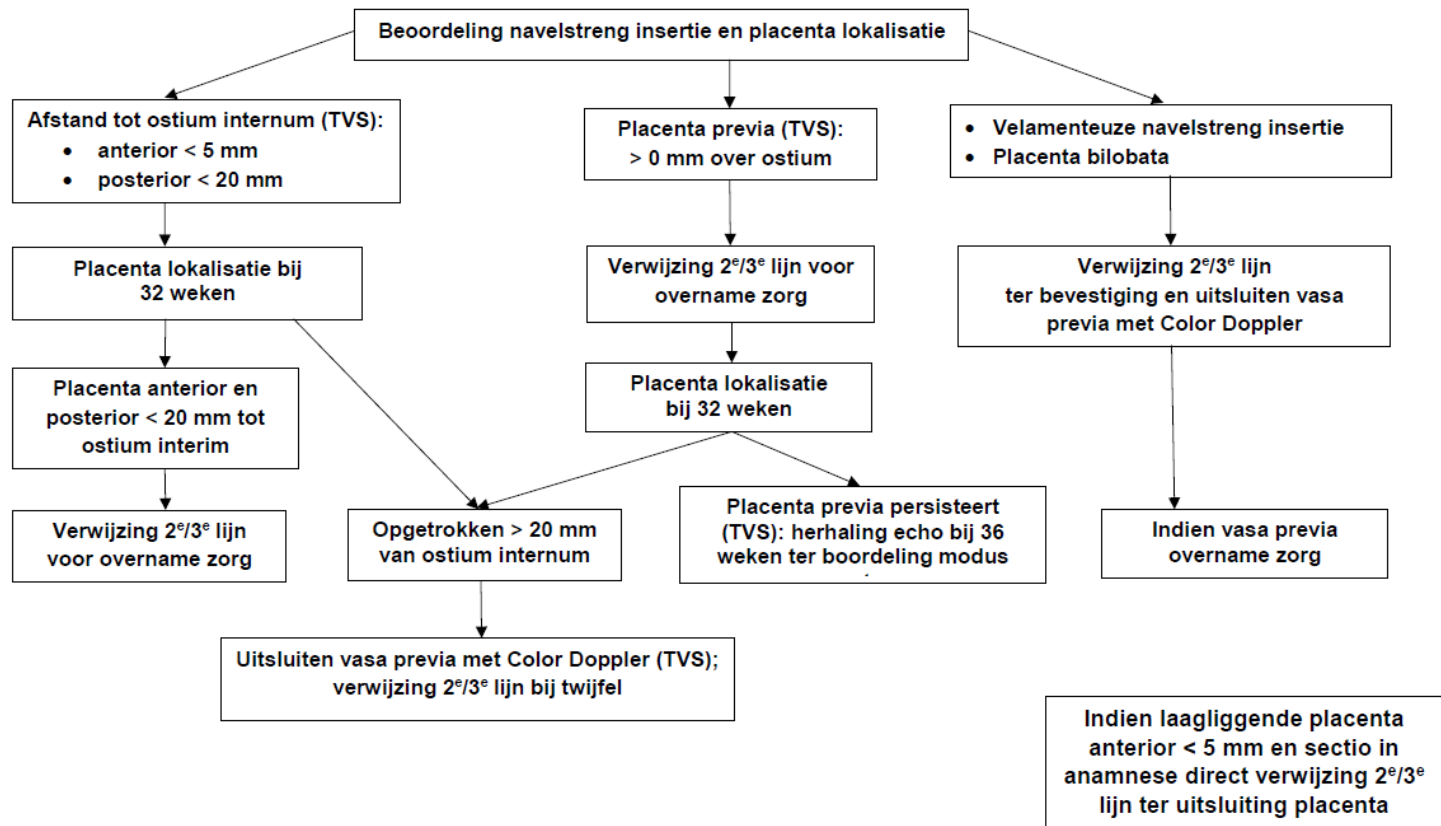 Beoordeling navelstreng insertie en placenta lokalisatie
Afstand tot ostium internum (TVS):
• anterior < 5 mm
• posterior < 20 mm
Placenta previa (TVS):
> 0 mm over ostium
• Velamenteuze navelstreng insertie
• Placenta bilobata
Placenta lokalisatie bij
32 weken
Verwijzing 2e/3e lijn voor
overname zorg
Verwijzing 2e/3e lijn
ter bevestiging en uitsluiten vasa
previa met Color Doppler
Placenta anterior en
posterior < 20 mm tot
ostium interim
Placenta lokalisatie
bij 32 weken
Verwijzing 2e/3e lijn
voor overname zorg
Opgetrokken > 20 mm
van ostium internum
Placenta previa persisteert
(TVS): herhaling echo bij 36
weken ter boordeling modus
Indien vasa previa
overname zorg
Uitsluiten vasa previa met Color Doppler (TVS);
verwijzing 2e/3e lijn bij twijfel
Indien laagliggende placenta
anterior < 5 mm en sectio in
anamnese direct verwijzing 2e/3e
lijn ter uitsluiting placenta